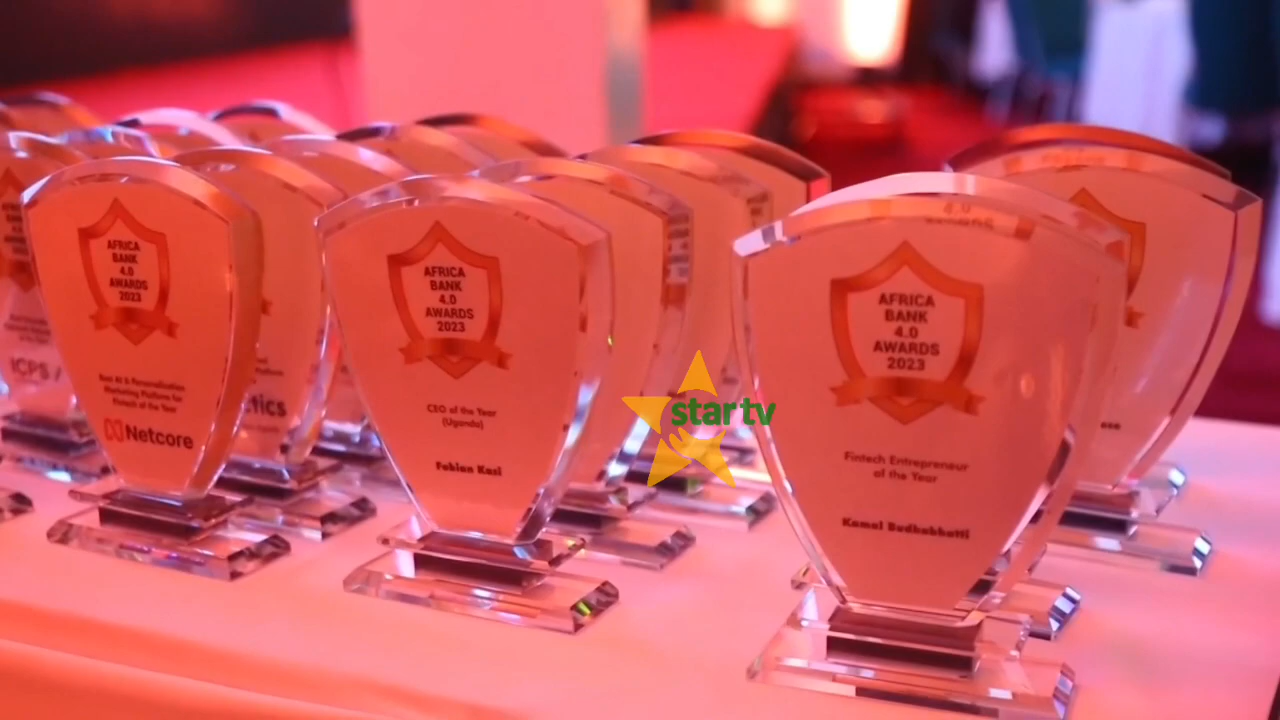 AFRICA
BANK
4.0
AWARDS
2023
Best AI & Personalization
Marketing Platform for
Fintech of the Year
Netcore
ICPS /
etics
AFRICA
BANK
4.0
AWARDS
2023
CEO of the Year
(Uganda)
Fabian Kasi
star tv
AFRICA
BANK
4.0
AWARDS
2023
Fintech Entrepreneur
of the Year
Kamal Budhabhatti